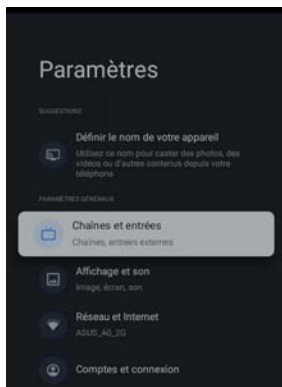 Paramètres
SUGGESTIONS
Définir le nom de votre appareil
Utilisez ce nom pour caster des photos, des
vidéos ou d'autres contenus depuis votre
téléphone
PARAMÈTRES GÉNÉRAUX
Chaînes et entrées
Chaînes, entrées externes
Affichage et son
Image, écran, son
Réseau et Internet
ASUS_A0_2G
Comptes et connexion